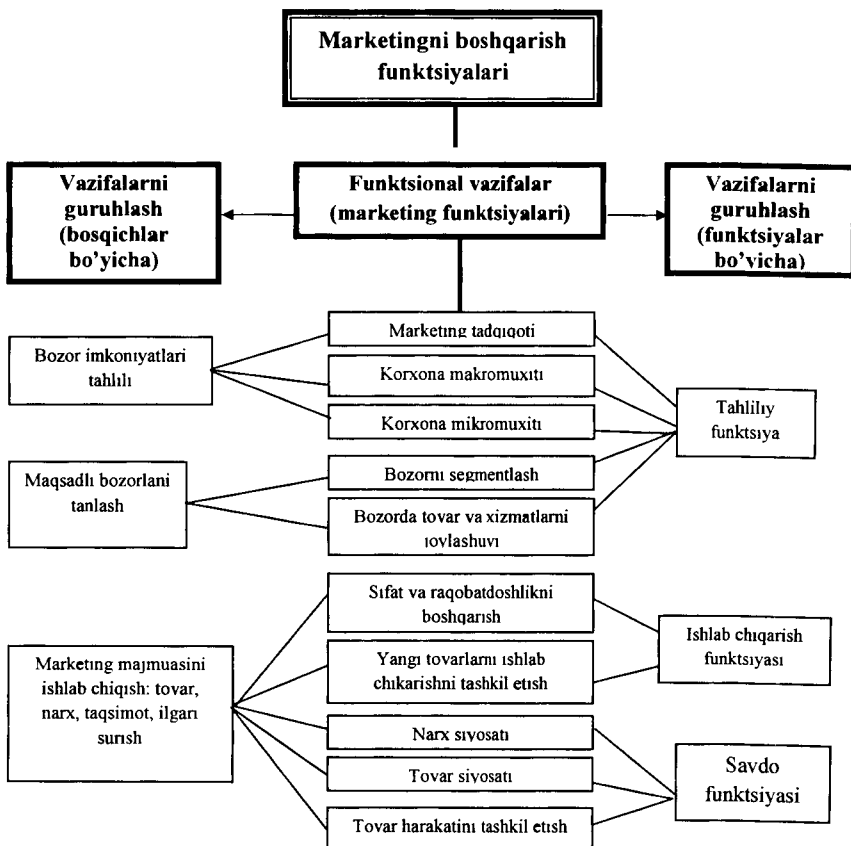 Marketingni boshqarish
funktsiyalari
Vazifalarni
guruhlash
(bosqichlar
bo’yicha)
Funktsional vazifalar
(marketing funktsiyalari)
Vazifalarni
guruhlash
(funktsiyalar
bo’vicha)
Bozor imkoniyatlari
tahlili
Marketing tadqiqoti
Korxona makromuxiti
Korxona mikromuxiti
Tahliliy
funktsiya
Maqsadli bozorlani
tanlash
Bozorni segmentlash
Bozorda tovar va xizmatlarni
joylashuvi
Marketing majmuasini
ishlab chiqish: tovar,
narx, taqsimot, ilgari
surish
Sifat va raqobatdoshlikni
boshqarish
Yangi tovarlarni ishlab
chikarishni tashkil etish
Ishlab chiqarish
funktsiyasi
Narx siyosati
Tovar siyosati
Tovar harakatini tashkil etish
Savdo
funktsiyasi